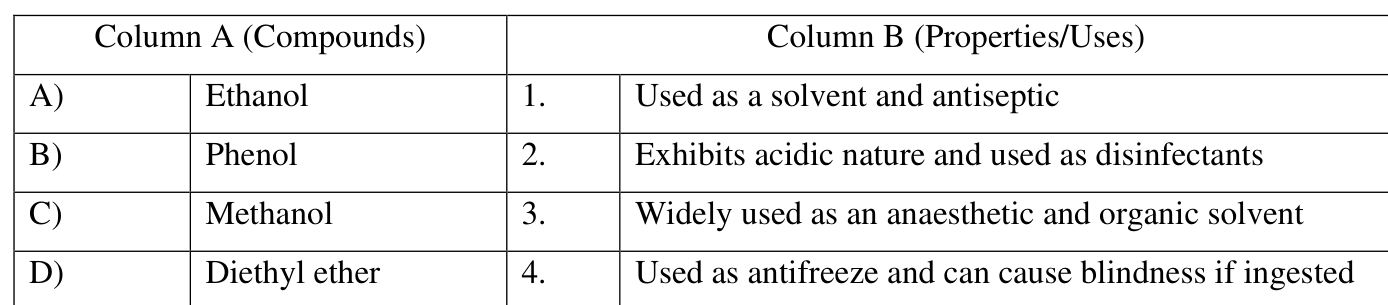 Column A (Compounds) Column B (Properties/Uses)
A) Ethanol 1. Used as a solvent and antiseptic
B) Phenol 2. Exhibits acidic nature and used as disinfectants
C) Methanol 3. Widely used as an anaesthetic and organic solvent
D) Diethyl ether 4. Used as antifreeze and can cause blindness if ingested